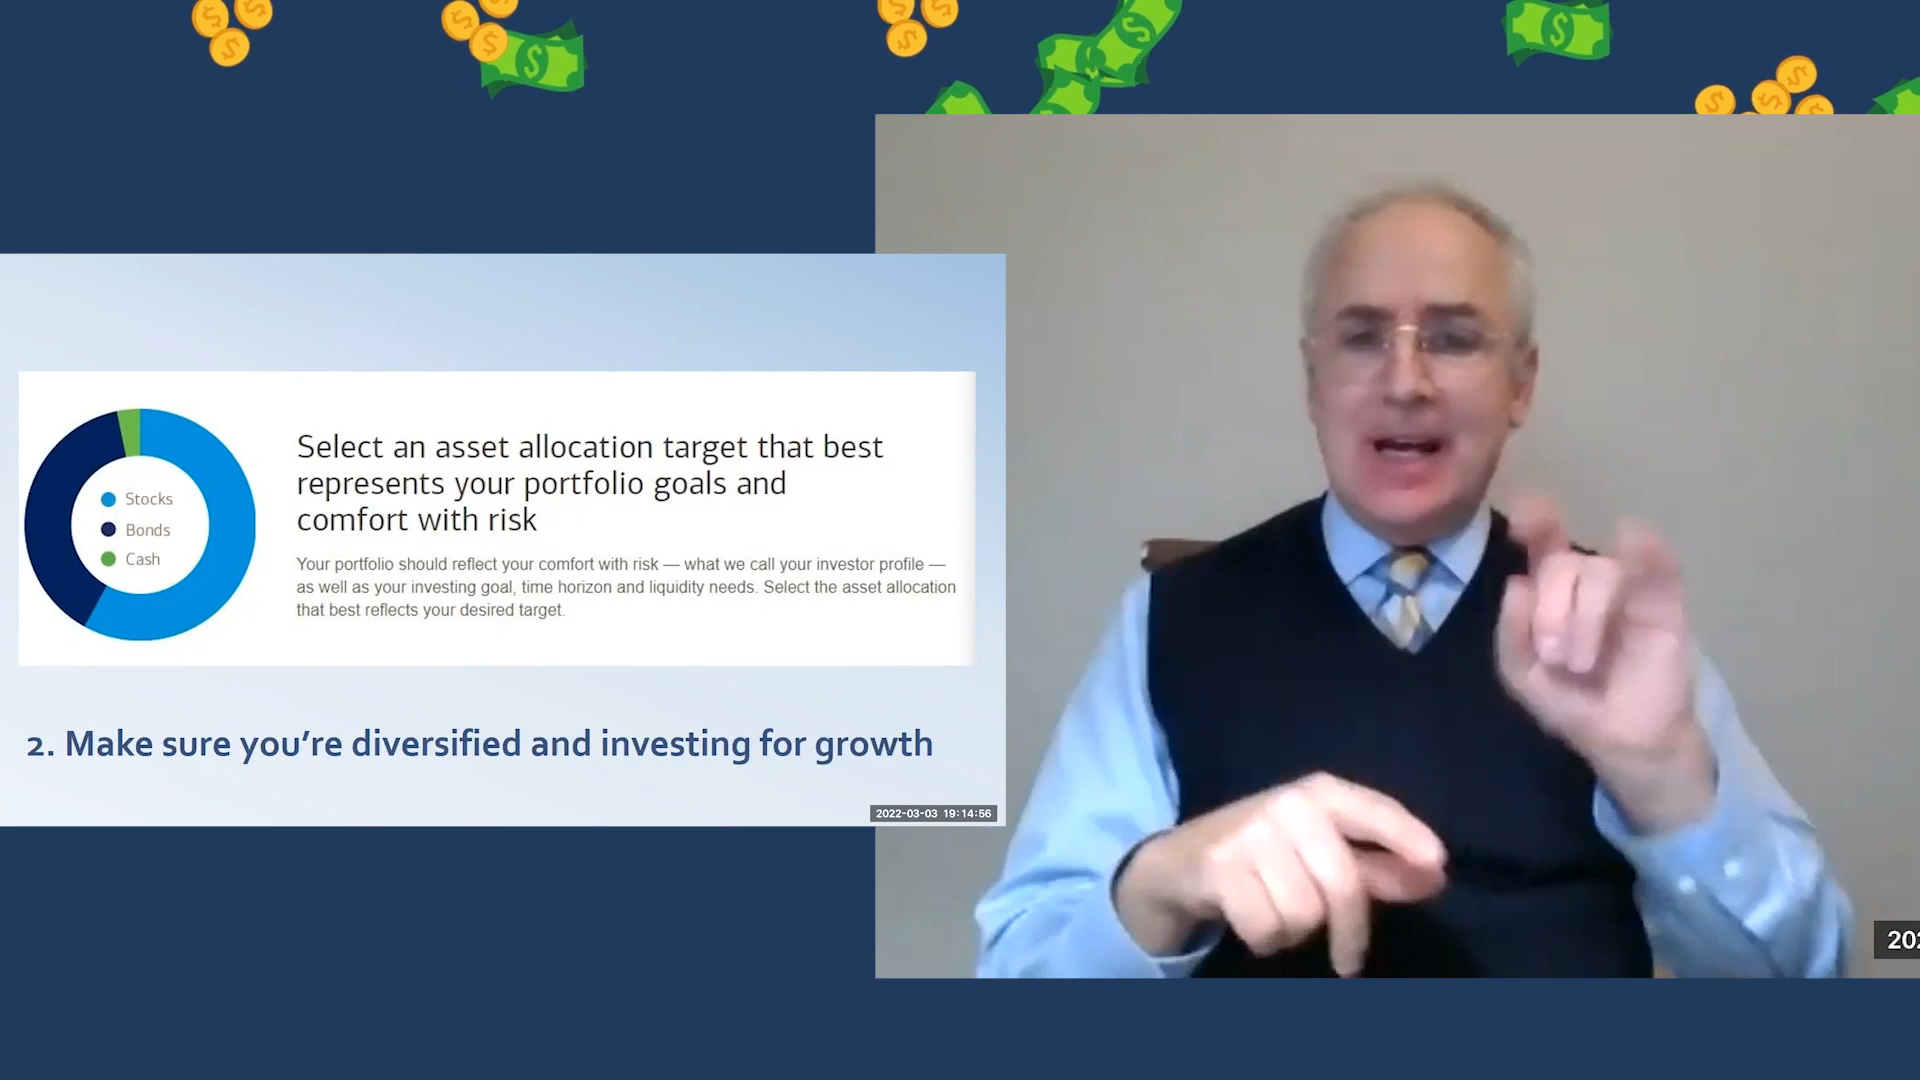 Stocks
Bonds
Cash
Select an asset allocation target that best
represents your portfolio goals and
comfort with risk
Your portfolio should reflect your comfort with risk — what we call your investor profile —
as well as your investing goal, time horizon and liquidity needs. Select the asset allocation
that best reflects your desired target.
2. Make sure you’re diversified and investing for growth
2022-03-03 19:14:56
202